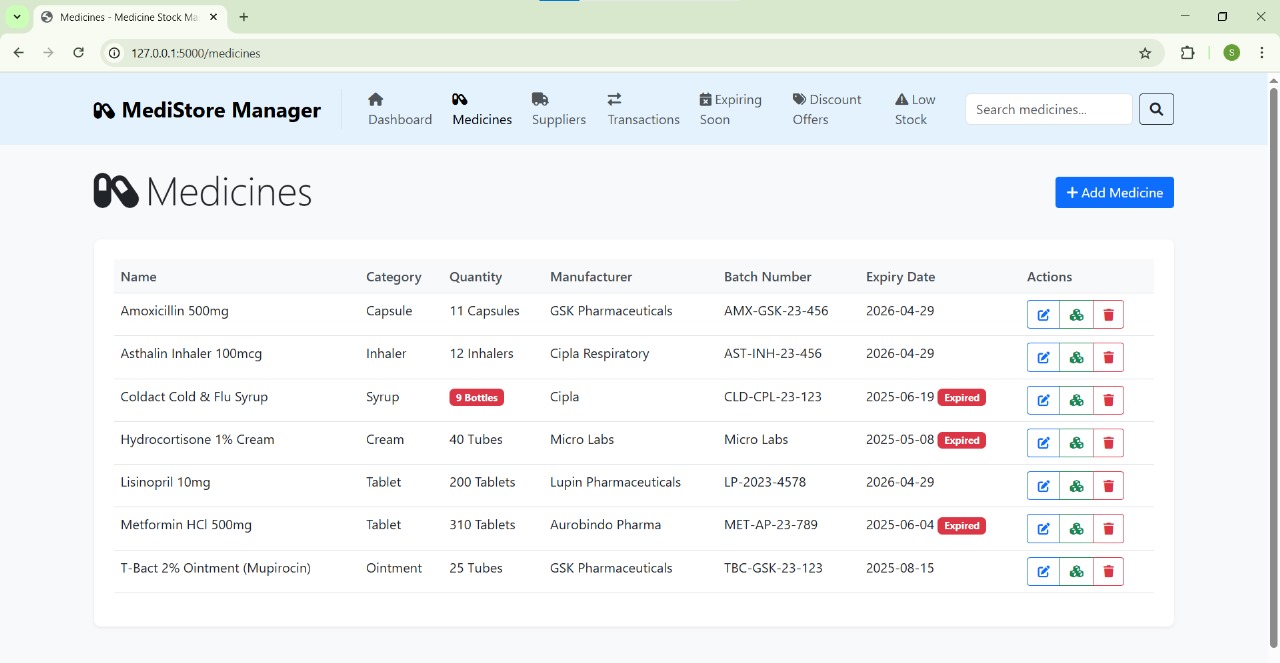 Medicines - Medicine Stock Ma
127.0.0.1:5000/medicines
S
MediStore Manager
Dashboard
Medicines
Suppliers
Transactions
Expiring
Soon
Discount
Offers
Low
Stock
Search medicines...
Medicines
Add Medicine
Name Category Quantity Manufacturer Batch Number Expiry Date Actions
Amoxicillin 500mg Capsule 11 Capsules GSK Pharmaceuticals AMX-GSK-23-456 2026-04-29
Asthalin Inhaler 100mcg Inhaler 12 Inhalers Cipla Respiratory AST-INH-23-456 2026-04-29
Coldact Cold & Flu Syrup Syrup 9 Bottles Cipla CLD-CPL-23-123 2025-06-19 Expired
Hydrocortisone 1% Cream Cream 40 Tubes Micro Labs Micro Labs 2025-05-08 Expired
Lisinopril 10mg Tablet 200 Tablets Lupin Pharmaceuticals LP-2023-4578 2026-04-29
Metformin HCl 500mg Tablet 310 Tablets Aurobindo Pharma MET-AP-23-789 2025-06-04 Expired
T-Bact 2% Ointment (Mupirocin) Ointment 25 Tubes GSK Pharmaceuticals TBC-GSK-23-123 2025-08-15